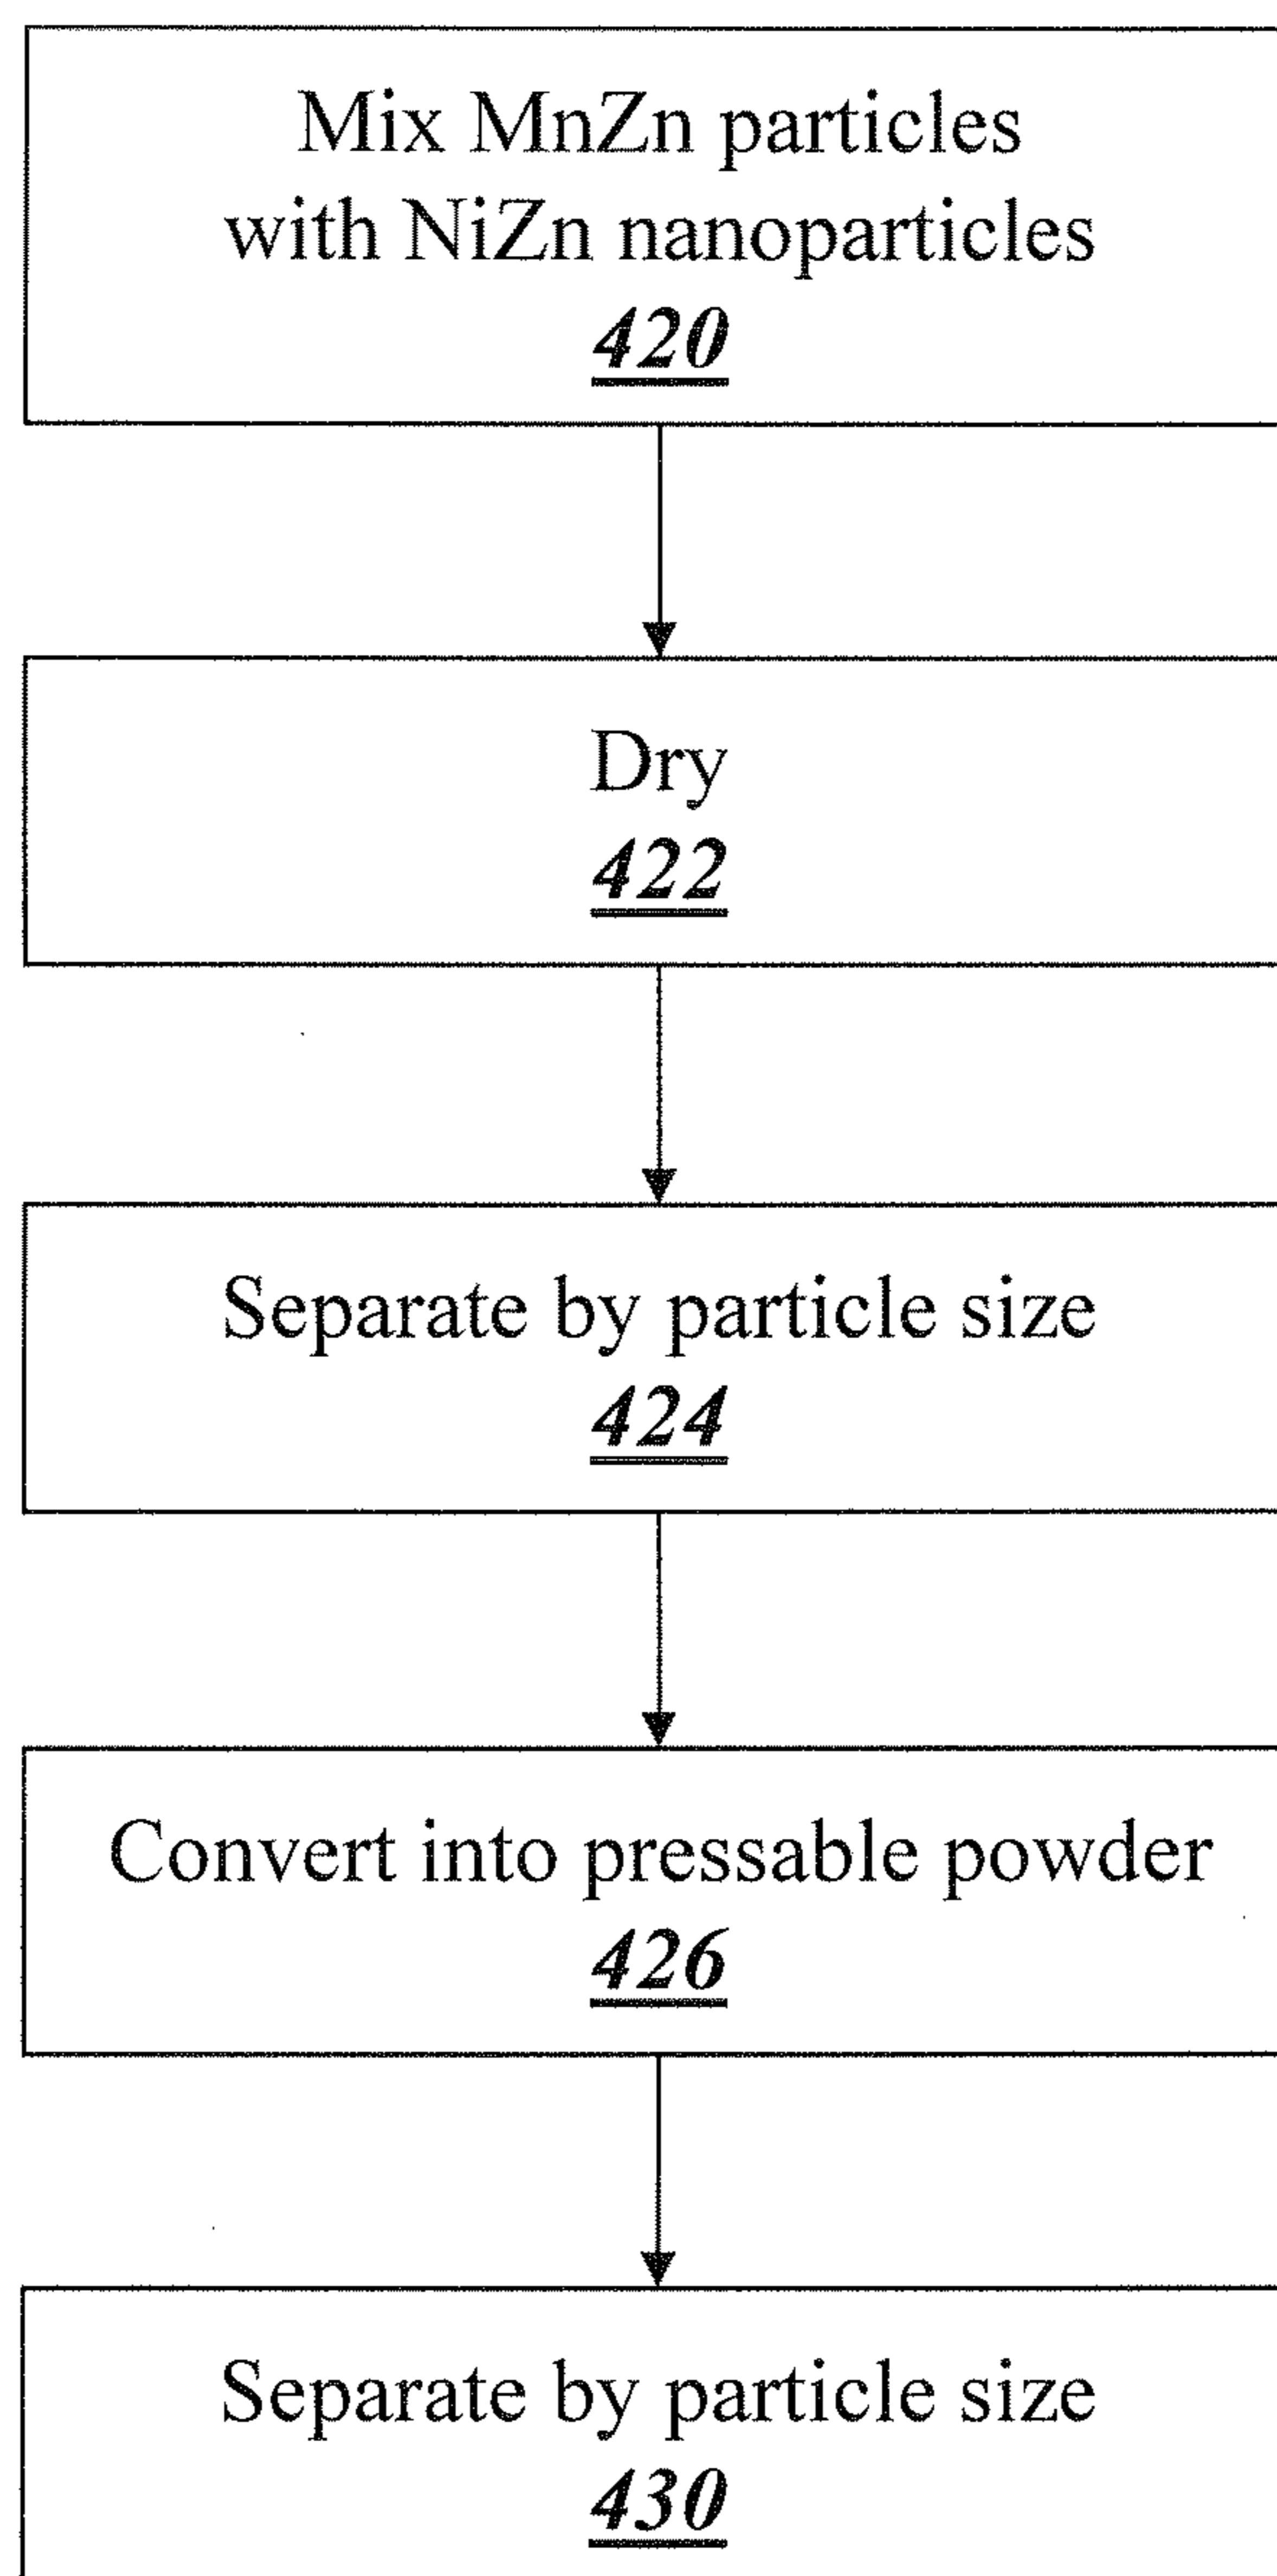 Mix MnZn particles
with NiZn nanoparticles
420
Dry
422
Separate by particle size
424
Convert into pressable powder
426
Separate by particle size
430